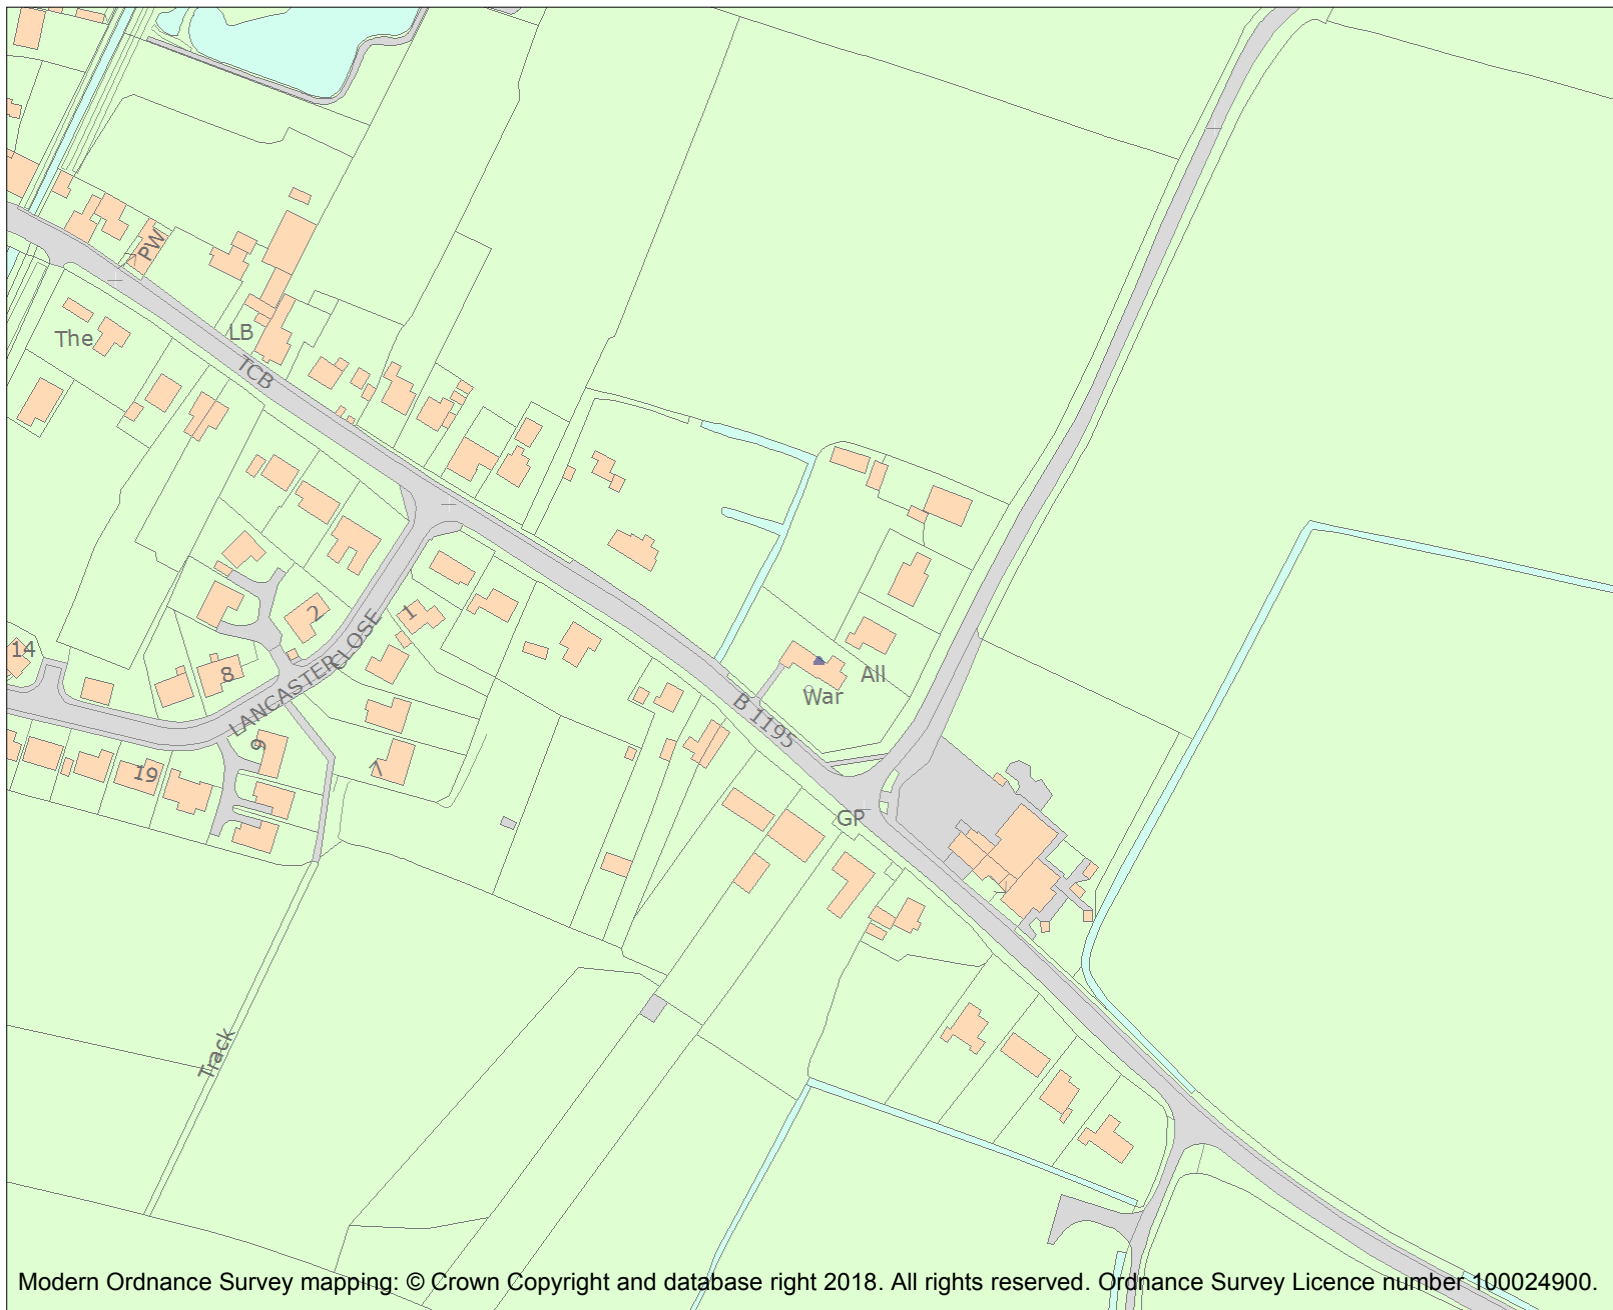 PW
LB
The
TCB
2
1
14
8
LANCASTER CLOSE
All
War
B 1195
9
7
19
GP
Track
Modern Ordnance Survey mapping: © Crown Copyright and database right 2018. All rights reserved. Ordnance Survey Licence number 100024900.